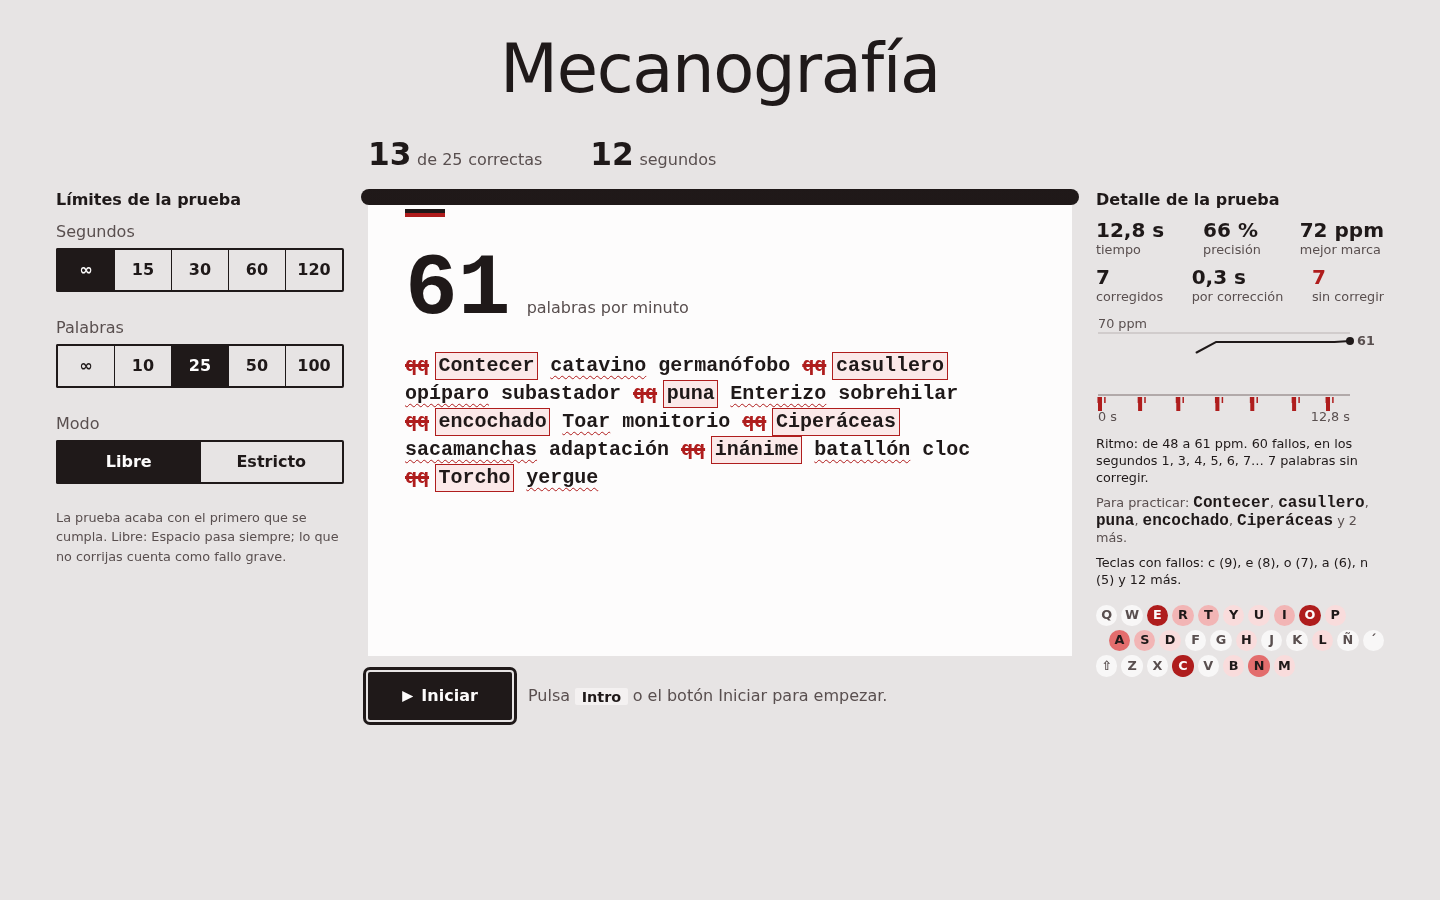 Mecanografía
13 de 25 correctas 12 segundos
Límites de la prueba
Segundos
∞ 15 30 60 120
Palabras
∞ 10 25 50 100
Modo
Libre Estricto
La prueba acaba con el primero que se
cumpla. Libre: Espacio pasa siempre; lo que
no corrijas cuenta como fallo grave.
61 palabras por minuto
qq Contecer catavino germanófobo qq casullero
opíparo subastador qq puna Enterizo sobrehilar
qq encochado Toar monitorio qq Ciperáceas
sacamanchas adaptación qq inánime batallón cloc
qq Torcho yergue
▶ Iniciar Pulsa Intro o el botón Iniciar para empezar.
Detalle de la prueba
12,8 s 66 % 72 ppm
tiempo precisión mejor marca
7 0,3 s 7
corregidos por corrección sin corregir
70 ppm
61
0 s 12,8 s
Ritmo: de 48 a 61 ppm. 60 fallos, en los
segundos 1, 3, 4, 5, 6, 7… 7 palabras sin
corregir.
Para practicar: Contecer, casullero,
puna, encochado, Ciperáceas y 2
más.
Teclas con fallos: c (9), e (8), o (7), a (6), n
(5) y 12 más.
Q W E R T Y U I O P
A S D F G H J K L Ñ ´
⇧ Z X C V B N M